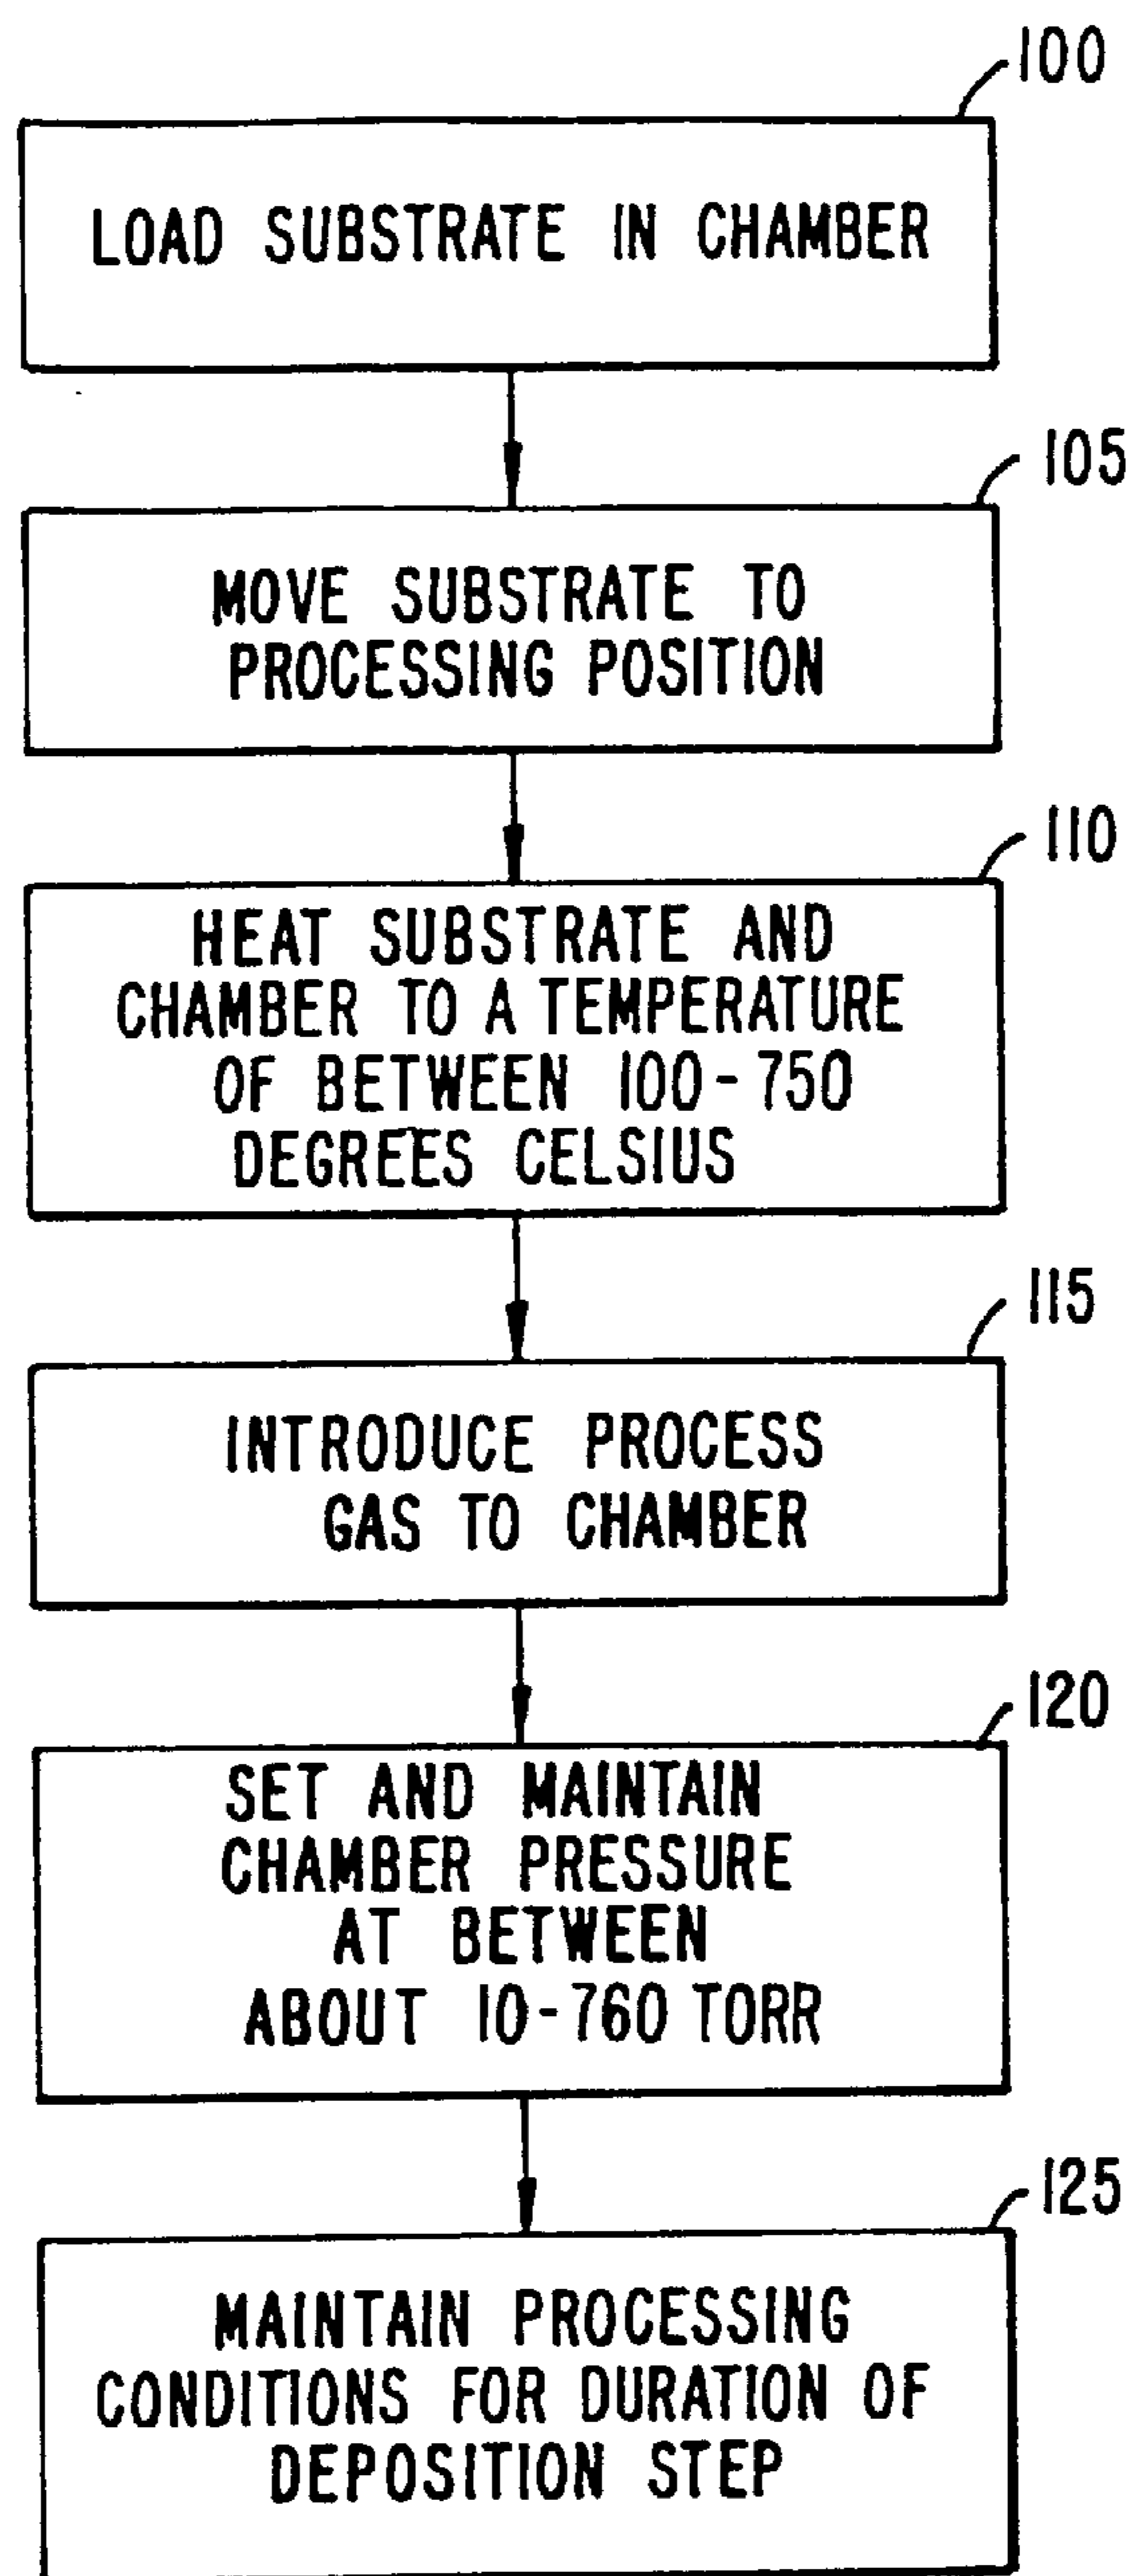 100
LOAD SUBSTRATE IN CHAMBER
105
MOVE SUBSTRATE TO
PROCESSING POSITION
110
HEAT SUBSTRATE AND
CHAMBER TO A TEMPERATURE
OF BETWEEN 100-750
DEGREES CELSIUS
115
INTRODUCE PROCESS
GAS TO CHAMBER
120
SET AND MAINTAIN
CHAMBER PRESSURE
AT BETWEEN
ABOUT 10-760 TORR
125
MAINTAIN PROCESSING
CONDITIONS FOR DURATION OF
DEPOSITION STEP